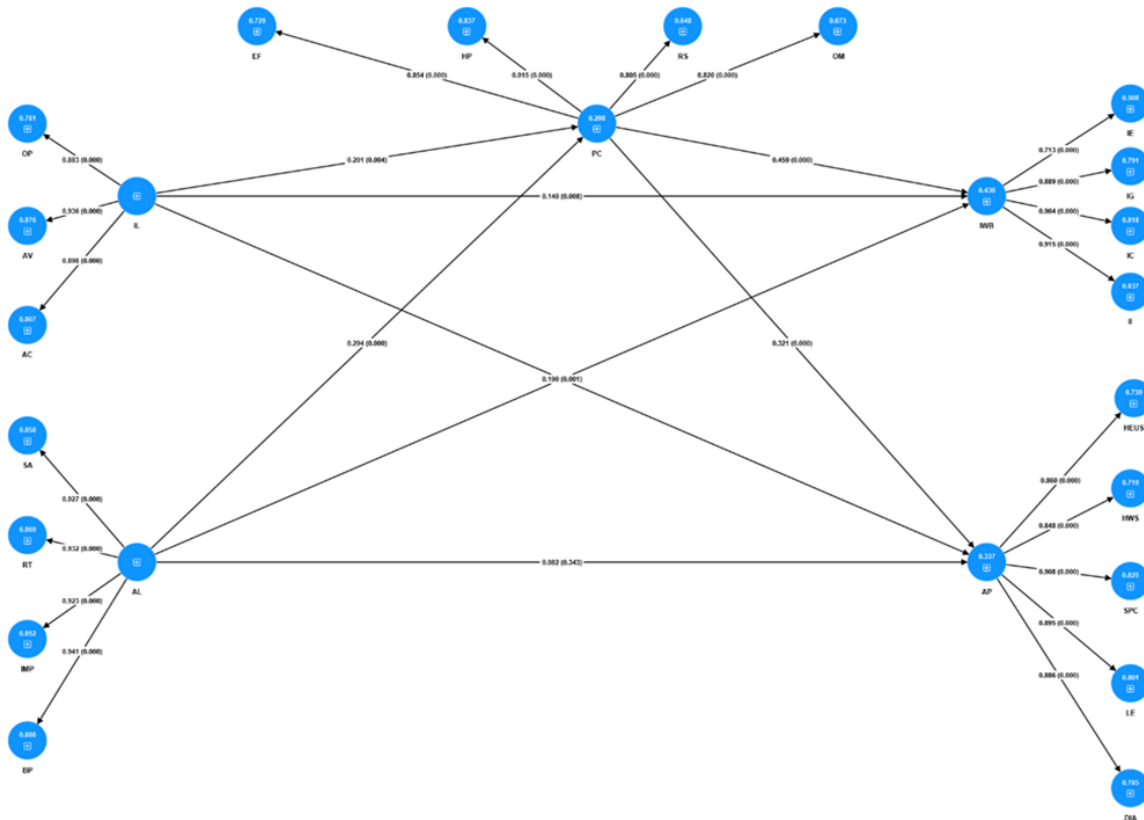 0.729
EF
0.837
HP
0.648
RS
0.673
OM
0.854 (0.000)
0.915 (0.000)
0.805 (0.000)
0.820 (0.000)
0.208
PC
0.781
OP
0.883 (0.000)
0.201 (0.004)
0.459 (0.000)
0.508
IE
0.713 (0.000)
0.791
IG
0.889 (0.000)
IL
0.140 (0.008)
0.430
IWB
0.876
AV
0.936 (0.000)
0.904 (0.000)
0.818
IC
0.898 (0.000)
0.915 (0.000)
0.837
II
0.807
AC
0.294 (0.000)
0.321 (0.000)
0.190 (0.001)
0.739
HEUS
0.858
SA
0.927 (0.000)
0.860 (0.000)
0.719
HWS
0.848 (0.000)
0.869
RT
0.932 (0.000)
AL
0.082 (0.343)
0.337
AP
0.908 (0.000)
0.825
SPC
0.923 (0.000)
0.895 (0.000)
0.852
IMP
0.941 (0.000)
0.886 (0.000)
0.801
LE
0.886
BP
0.785
DIA